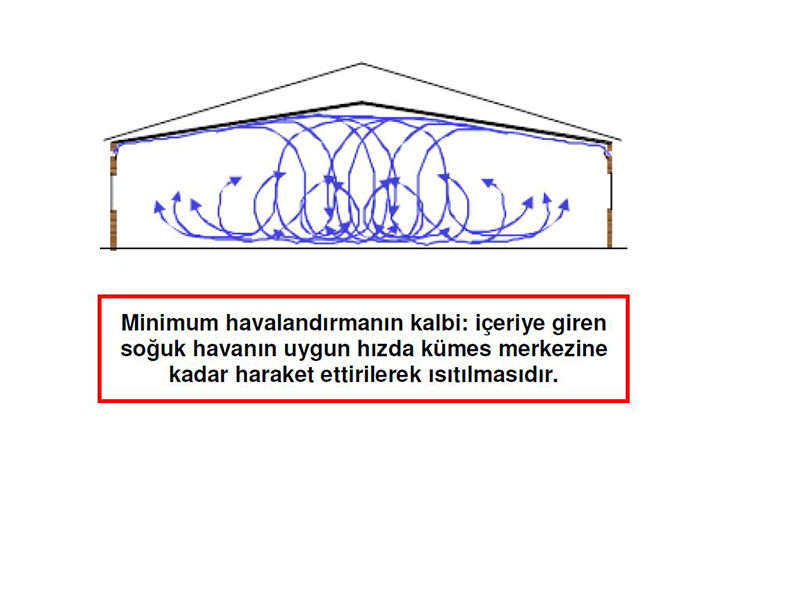 Minimum havalandırmanın kalbi: içeriye giren
soğuk havanın uygun hızda kümes merkezine
kadar haraket ettirilerek ısıtılmasıdır.